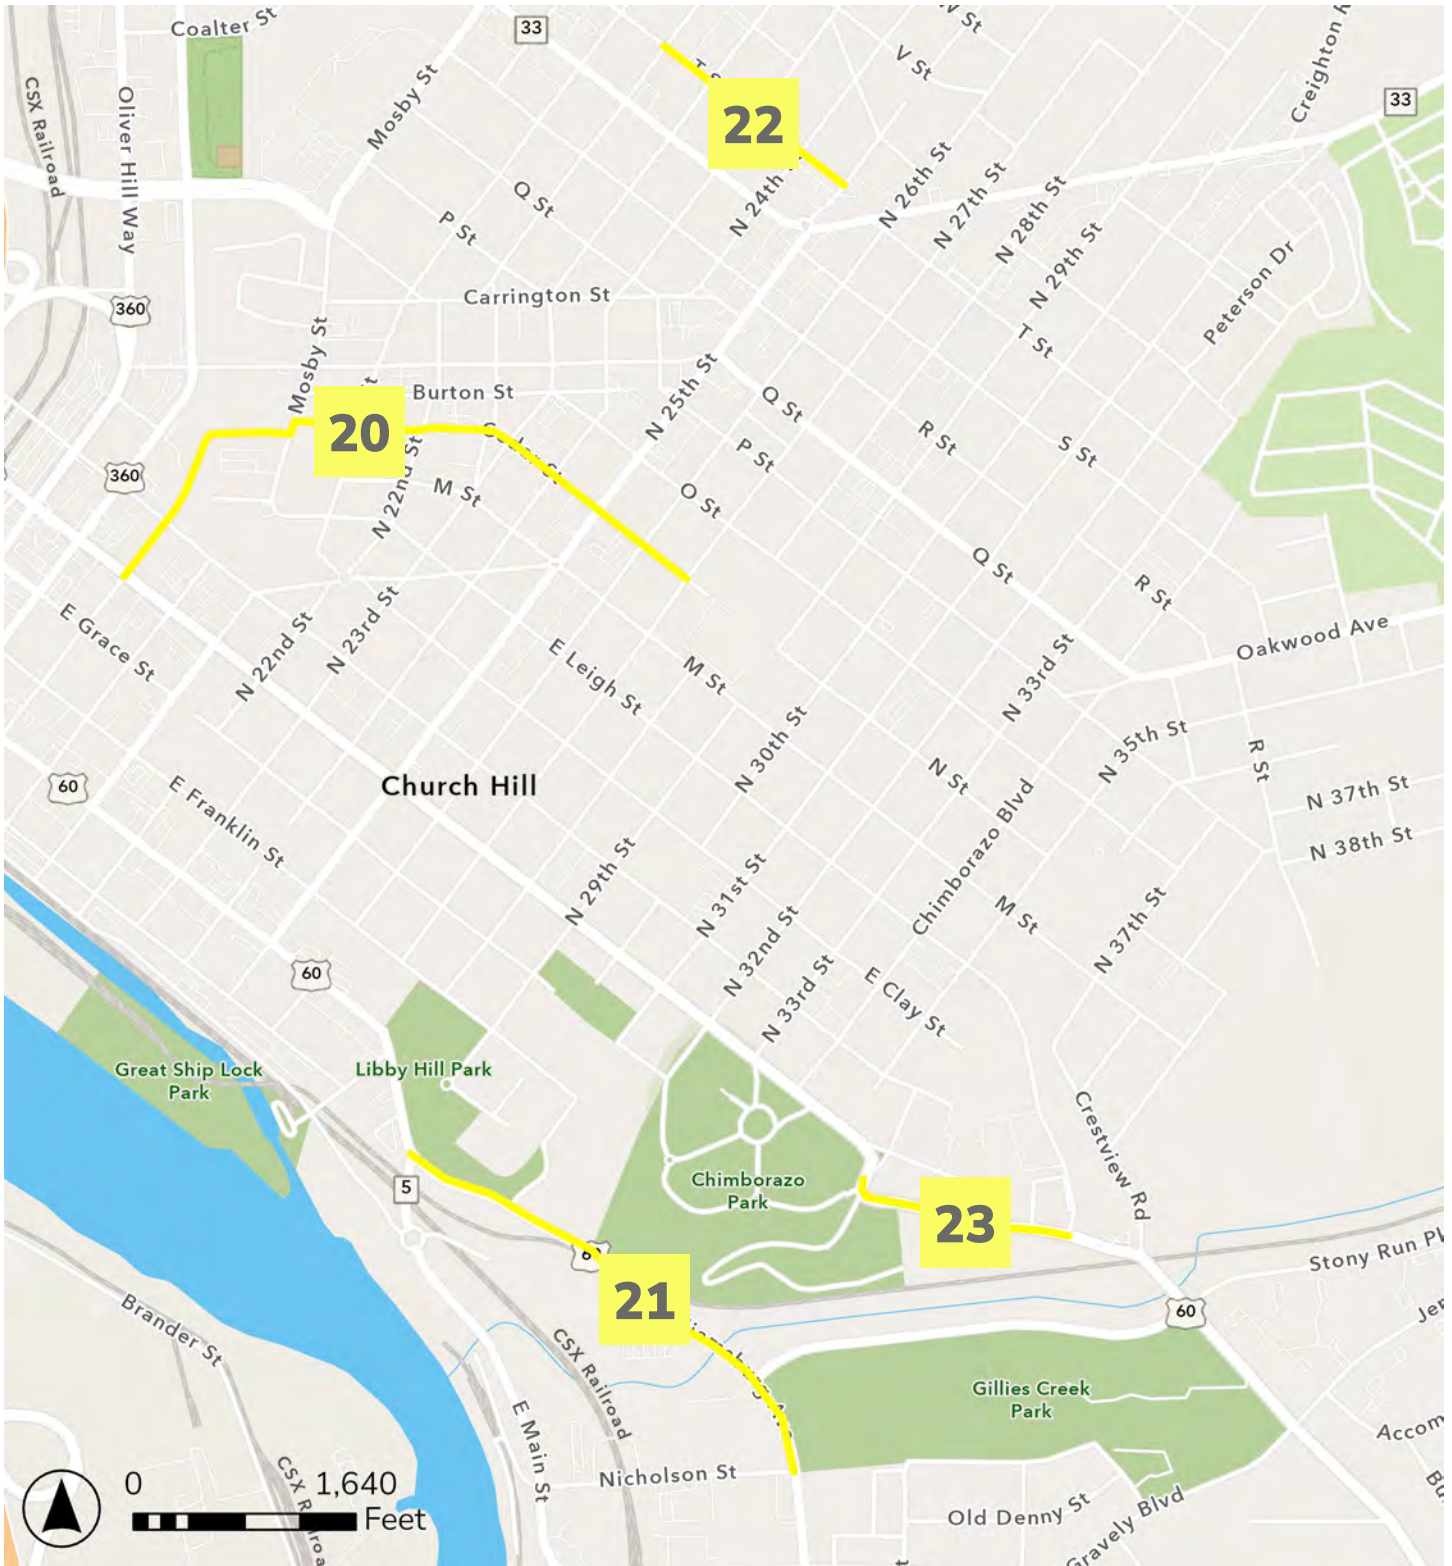 Coalter St
33
W St
V St
Creighton R
33
CSX Railroad
Oliver Hill Way
Mosby St
22
N 24th
N 26th St
N 27th St
N 28th St
N 29th St
Q St
P St
Peterson Dr
360
Carrington St
Mosby St
T St
Burton St
N 25th St
Q St
20
R St
S St
P St
360
N 22nd St
M St
O St
Q St
R St
E Grace St
N 22nd St
N 23rd St
E Leigh St
M St
N 33rd St
Oakwood Ave
N 30th St
N 35th St
R St
60
Church Hill
N St
N 37th St
E Franklin St
Chimborazo Blvd
N 38th St
N 29th St
N 31st St
M St
N 37th St
N 32nd St
60
N 33rd St
E Clay St
Great Ship Lock
Park
Libby Hill Park
Crestview Rd
5
Chimborazo
Park
23
6
Stony Run
21
60
Brander St
CSX Railroad
Gillies Creek
Park
E Main St
Accom
Nicholson St
CSX Railroa
Old Denny St
Gravely Blvd
0
1,640
Feet